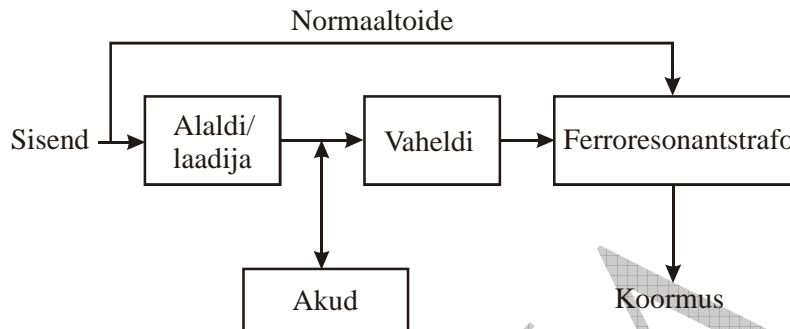 Normaaltoide
Sisend
Alaldi/
laadija
Vaheldi
Ferroresonantstrafo
Akud
Koormus